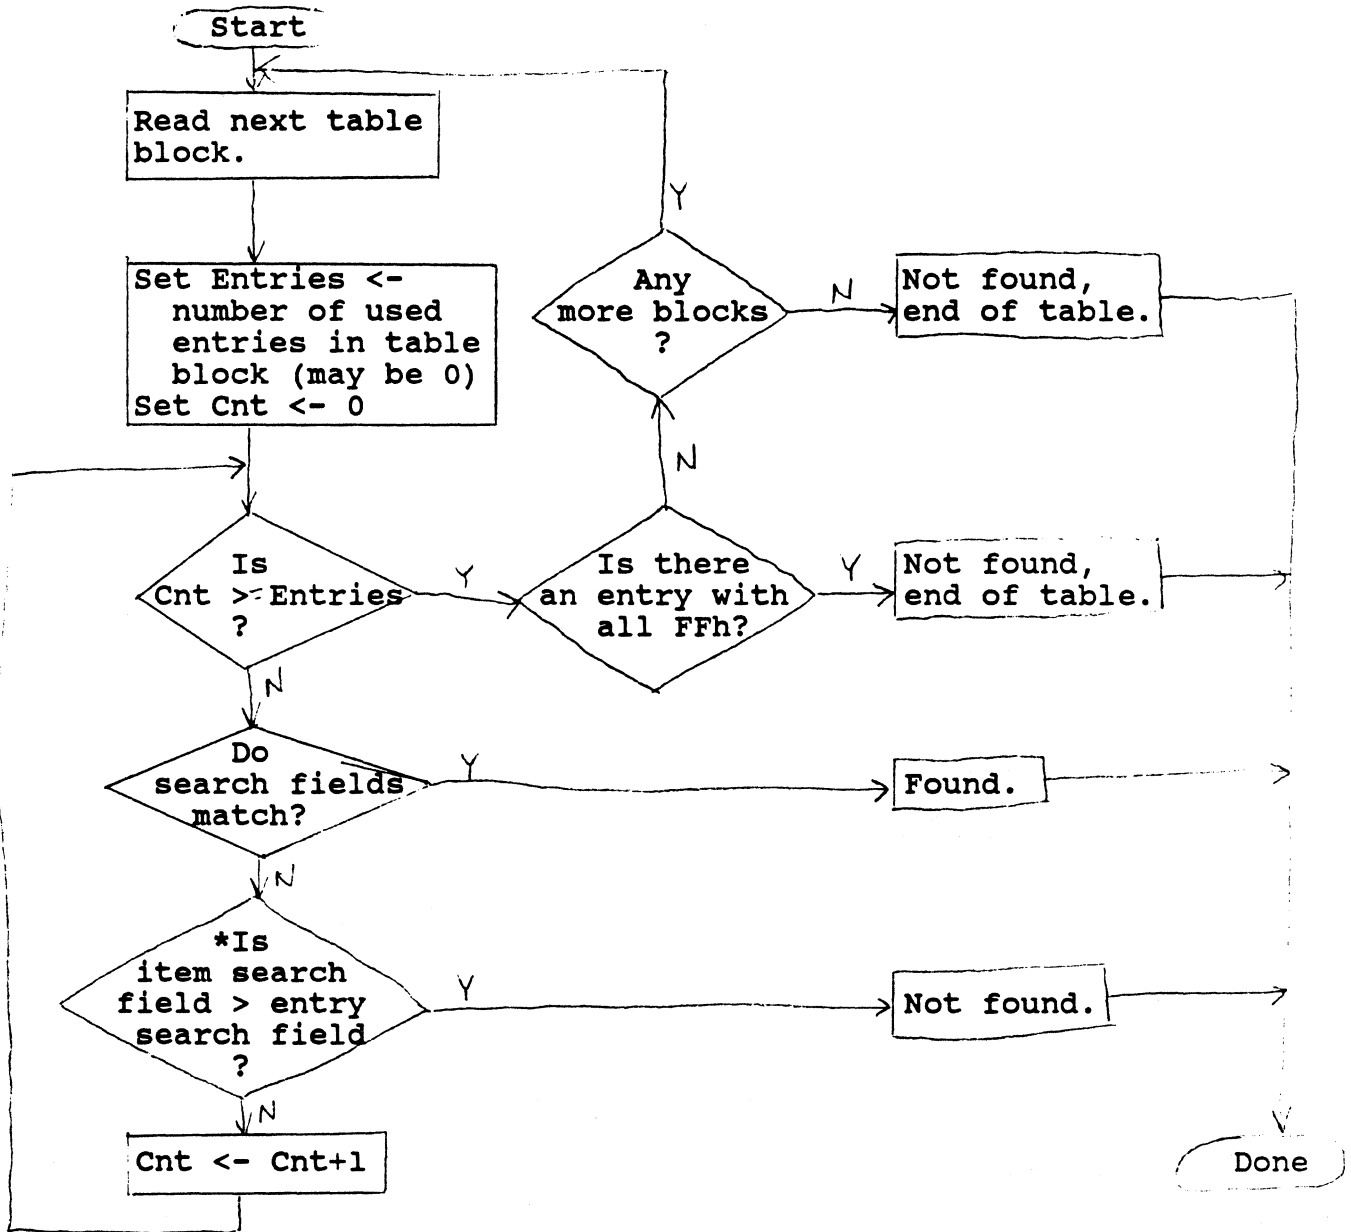 Start
Read next table
block.
Set Entries <-
number of used
entries in table
block (may be 0)
Set Cnt <- 0
Y
Any
more blocks
?
N
Not found,
end of table.
N
Is
Cnt >= Entries
?
Y
Is there
an entry with
all FFh?
Y
Not found,
end of table.
N
Do
search fields
match?
Y
Found.
N
*Is
item search
field > entry
search field
?
Y
Not found.
N
Cnt <- Cnt+1
Done